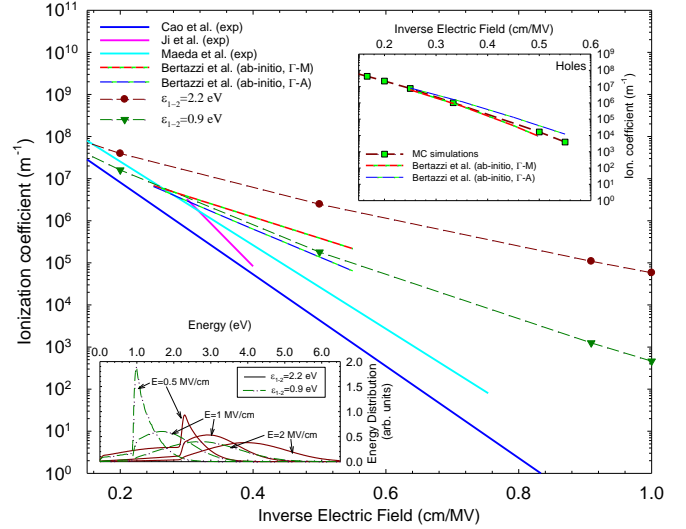 10^11
10^10
10^9
10^8
10^7
10^6
10^5
10^4
10^3
10^2
10^1
10^0
Ionization coefficient (m^-1)
Cao et al. (exp)
Ji et al. (exp)
Maeda et al. (exp)
Bertazzi et al. (ab-initio, Γ-M)
Bertazzi et al. (ab-initio, Γ-A)
ε1-2=2.2 eV
ε1-2=0.9 eV
Inverse Electric Field (cm/MV)
0.2 0.3 0.4 0.5 0.6
Holes
MC simulations
Bertazzi et al. (ab-initio, Γ-M)
Bertazzi et al. (ab-initio, Γ-A)
10^9
10^8
10^7
10^6
10^5
10^4
10^3
10^2
10^1
10^0
Ion. coefficient (m^-1)
Energy (eV)
0.0 1.0 2.0 3.0 4.0 5.0 6.0
E=0.5 MV/cm
E=1 MV/cm
E=2 MV/cm
ε1-2=2.2 eV
ε1-2=0.9 eV
2.0
1.5
1.0
0.5
0.0
Energy Distribution
(arb. units)
0.2 0.4 0.6 0.8 1.0
Inverse Electric Field (cm/MV)